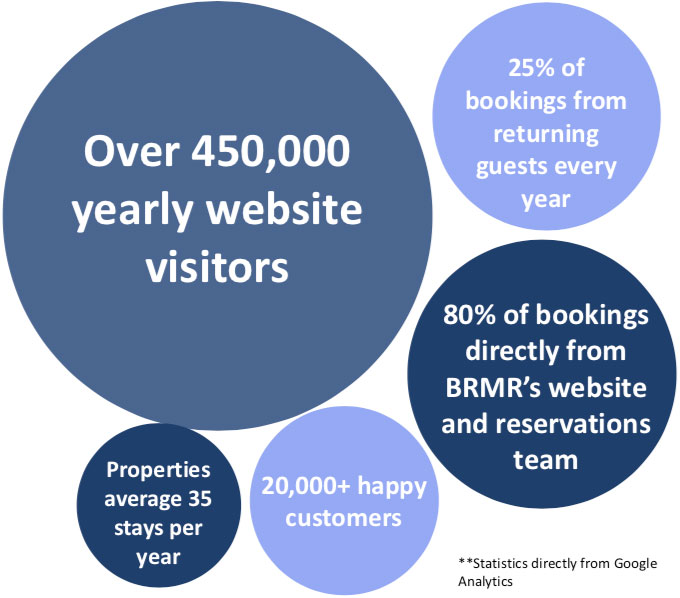 Over 450,000
yearly website
visitors
25% of
bookings from
returning
guests every
year
80% of bookings
directly from
BRMR’s website
and reservations
team
Properties
average 35
stays per
year
20,000+ happy
customers
**Statistics directly from Google
Analytics